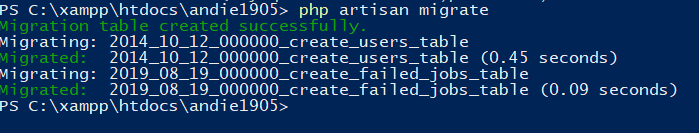 PS C:\xampp\htdocs\andie1905> php artisan migrate
Migration table created successfully.
Migrating: 2014_10_12_000000_create_users_table
Migrated:  2014_10_12_000000_create_users_table (0.45 seconds)
Migrating: 2019_08_19_000000_create_failed_jobs_table
Migrated:  2019_08_19_000000_create_failed_jobs_table (0.09 seconds)
PS C:\xampp\htdocs\andie1905>